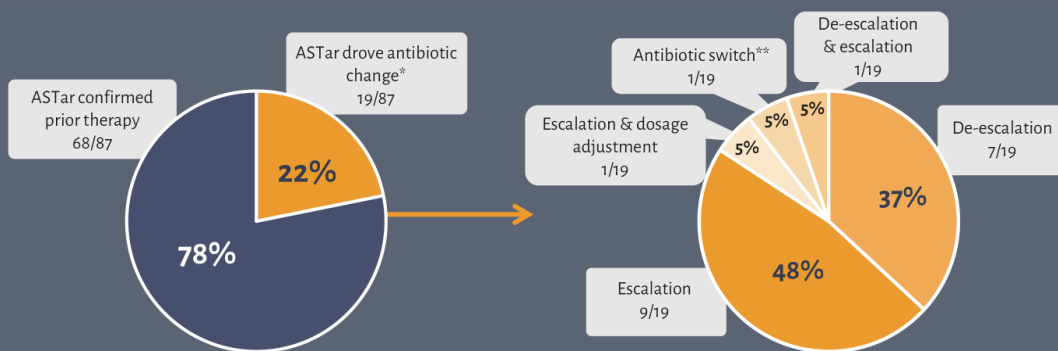 ASTar confirmed
prior therapy
68/87
ASTar drove antibiotic
change*
19/87
22%
78%
De-escalation
& escalation
1/19
Antibiotic switch**
1/19
Escalation & dosage
adjustment
1/19
De-escalation
7/19
Escalation
9/19
5%
5%
5%
37%
48%